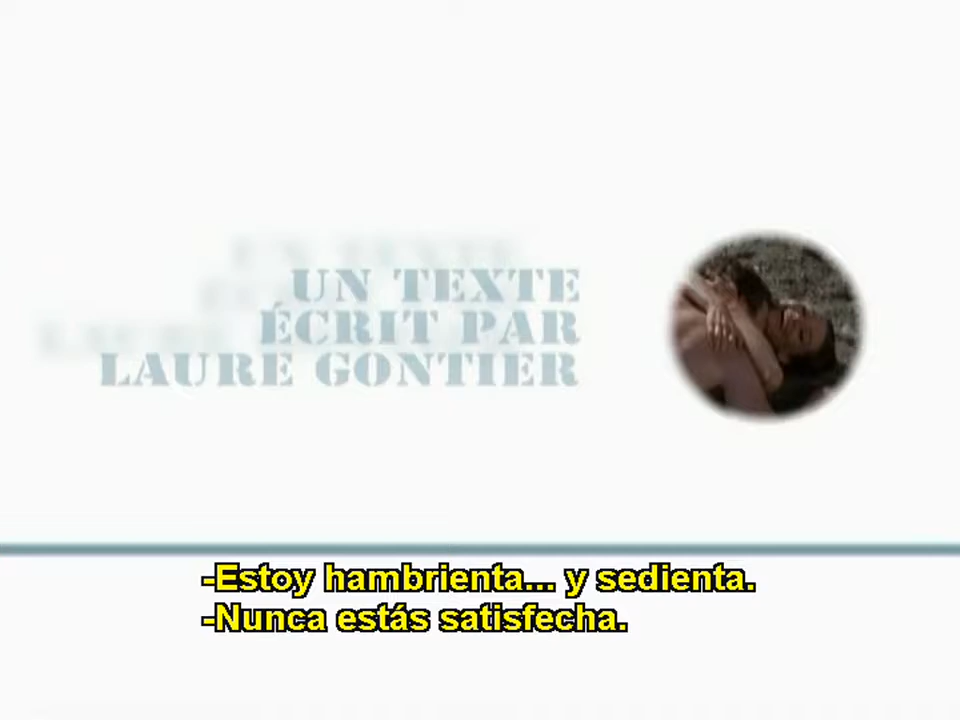 UN TEXTE
ÉCRIT PAR
LAURE GONTIER
-Estoy hambrienta... y sedienta.
-Nunca estás satisfecha.